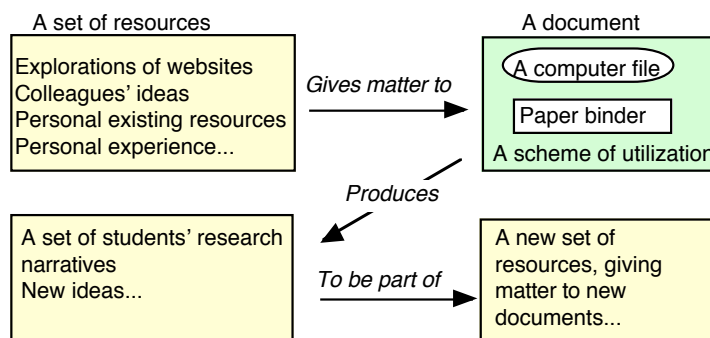 A set of resources
A document
Explorations of websites
Colleagues' ideas
Personal existing resources
Personal experience...
Gives matter to
A computer file
Paper binder
A scheme of utilization
Produces
A set of students' research
narratives
New ideas...
To be part of
A new set of
resources, giving
matter to new
documents...